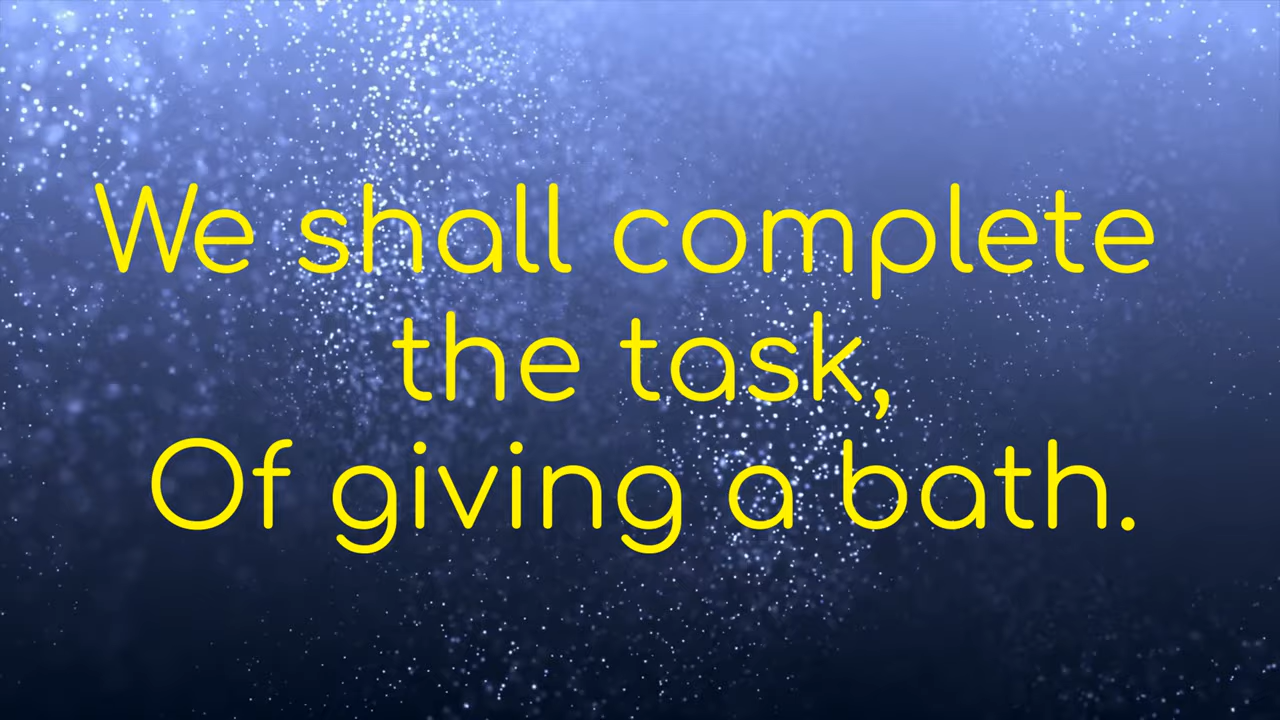 We shall complete
the task,
Of giving a bath.